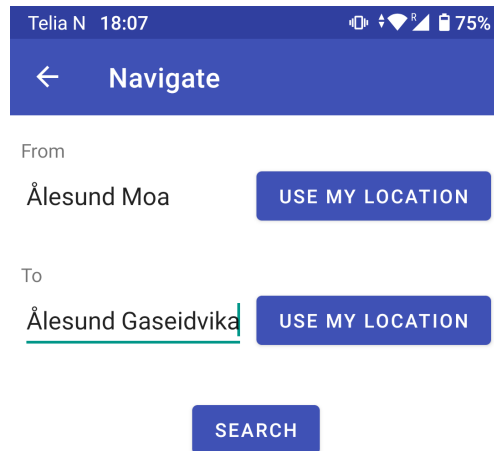 Telia N 18:07 R 75%
Navigate
From
Ålesund Moa USE MY LOCATION
To
Ålesund Gaseidvika USE MY LOCATION
SEARCH